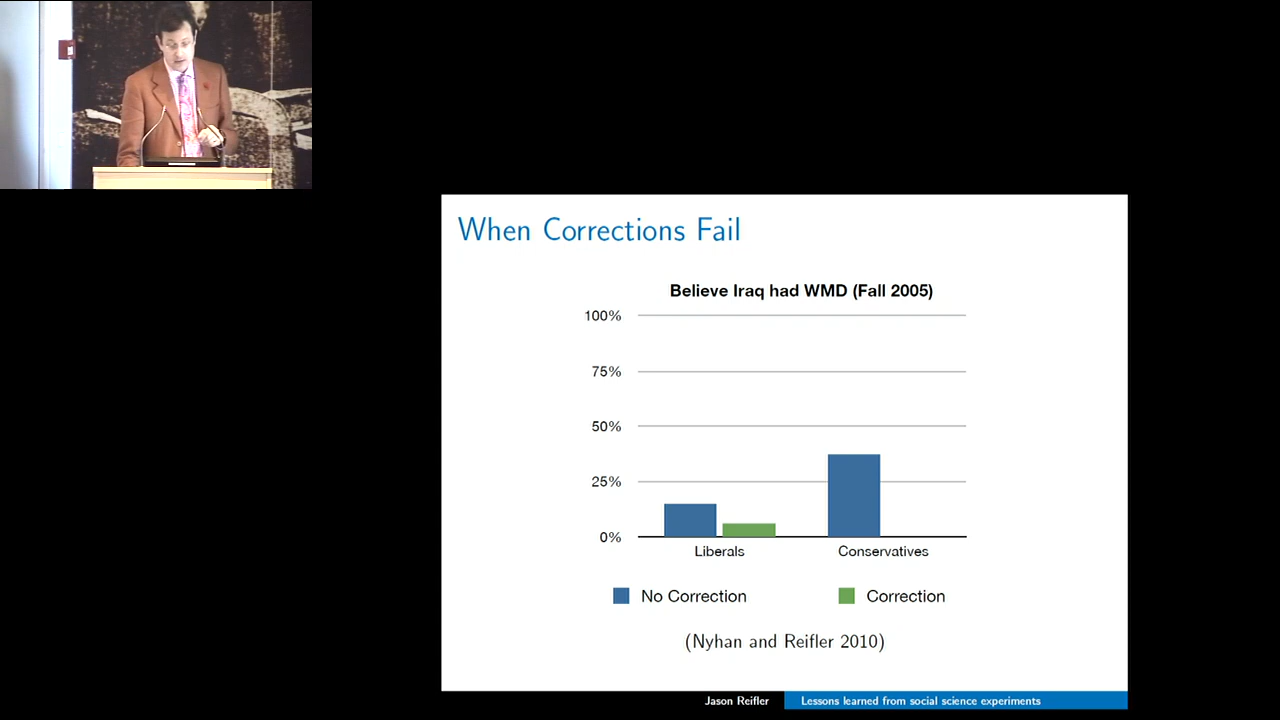 When Corrections Fail
Believe Iraq had WMD (Fall 2005)
100%
75%
50%
25%
0%
Liberals
Conservatives
No Correction
Correction
(Nyhan and Reifler 2010)
Jason Reifler
Lessons learned from social science experiments